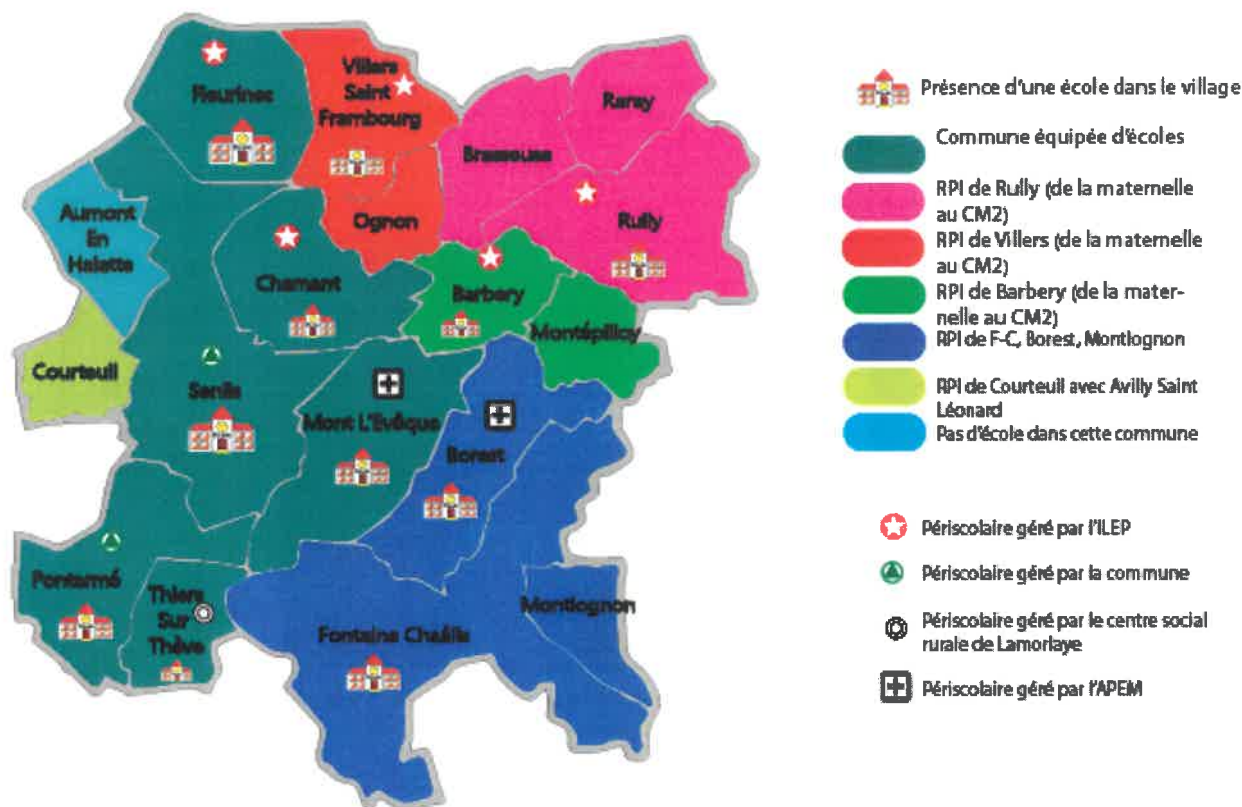 Fleurines
Villers
Saint
Frambourg
Raray
Brasseuse
Aumont
En
Halatte
Ognon
Rully
Chamant
Barbery
Montépilloy
Courteuil
Senlis
Mont L'Evêque
Borest
Pontarmé
Thiers
Sur
Thève
Montlognon
Fontaine Chaâlis
Présence d'une école dans le village
Commune équipée d'écoles
RPI de Rully (de la maternelle
au CM2)
RPI de Villers (de la maternelle
au CM2)
RPI de Barbery (de la mater-
nelle au CM2)
RPI de F-C, Borest, Montlognon
RPI de Courteuil avec Avilly Saint
Léonard
Pas d'école dans cette commune
Périscolaire géré par l'ILEP
Périscolaire géré par la commune
Périscolaire géré par le centre social
rurale de Lamorlaye
Périscolaire géré par l'APEM